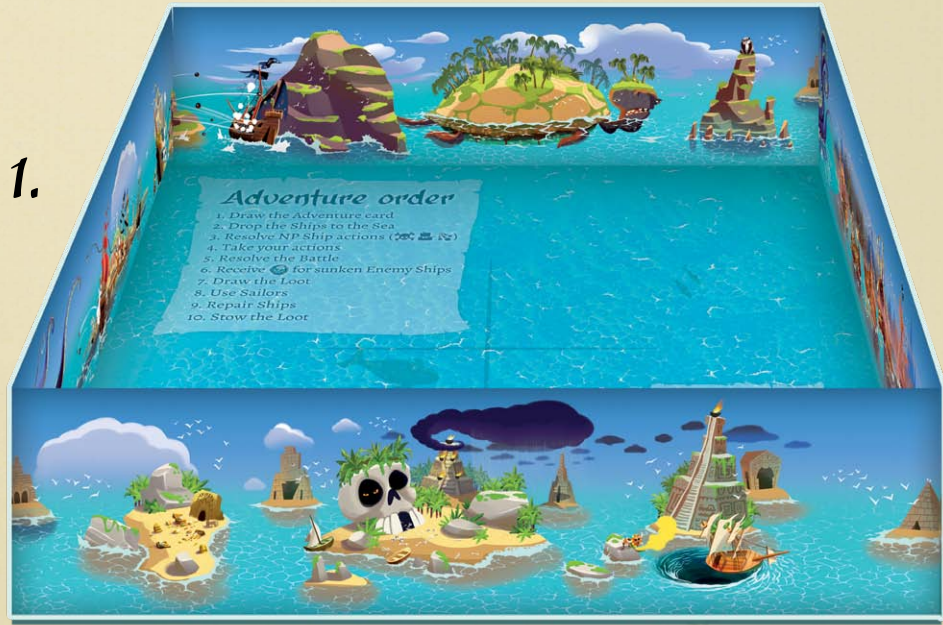 1.
Adventure order
1. Draw the Adventure card
2. Drop the Ships to the Sea
3. Resolve NP Ship actions ( )
4. Take your actions
5. Resolve the Battle
6. Receive for sunken Enemy Ships
7. Draw the Loot
8. Use Sailors
9. Repair Ships
10. Stow the Loot